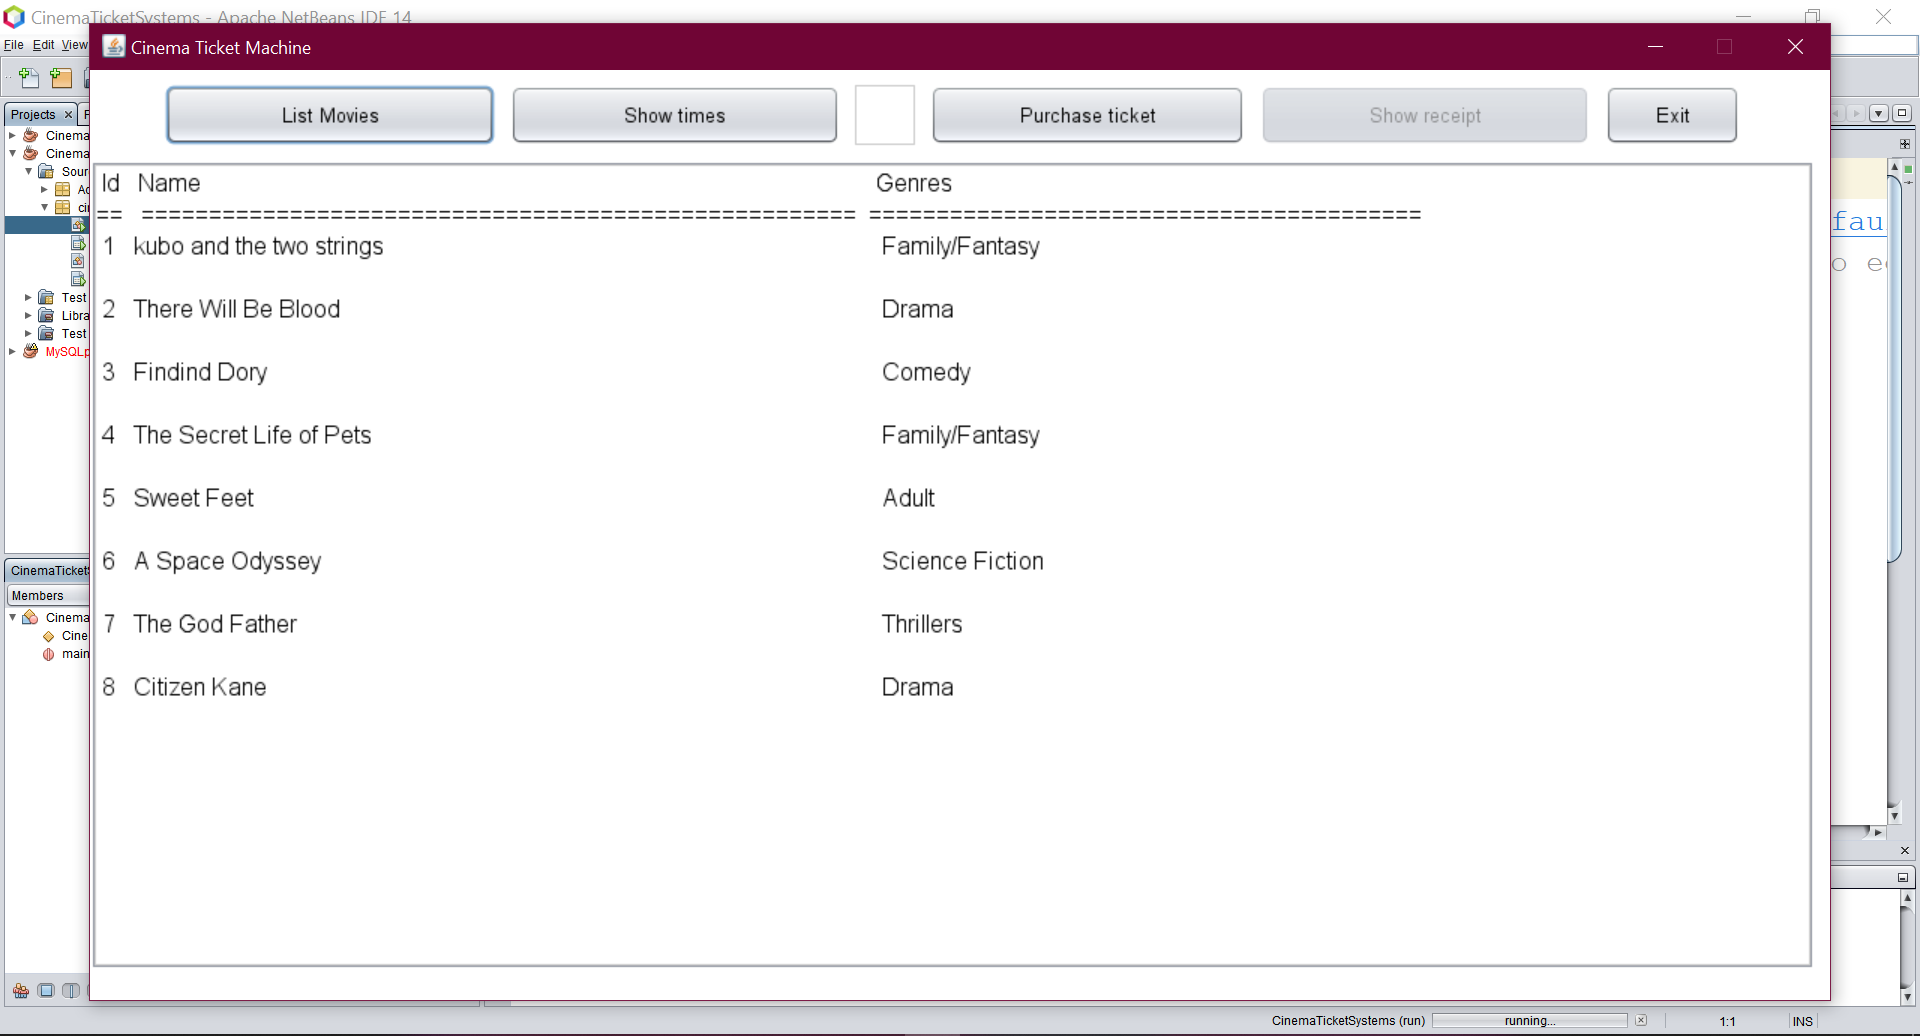 CinemaTicketSystems - Apache NetBeans IDE 14
File Edit View
Cinema Ticket Machine
List Movies Show times Purchase ticket Show receipt Exit
Projects
Cinema
Cinema
Sour
Test
Libra
Test
MySQLp
Id Name Genres
== ===================================================== =========================================
1 kubo and the two strings Family/Fantasy
2 There Will Be Blood Drama
3 Findind Dory Comedy
4 The Secret Life of Pets Family/Fantasy
5 Sweet Feet Adult
6 A Space Odyssey Science Fiction
7 The God Father Thrillers
8 Citizen Kane Drama
fau
CinemaTicket
Members
Cinema
Cine
main
CinemaTicketSystems (run) running... 1:1 INS